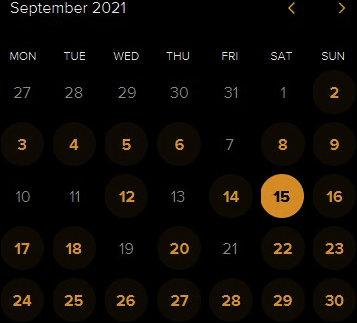 September 2021
MON TUE WED THU FRI SAT SUN
27 28 29 30 31 1 2
3 4 5 6 7 8 9
10 11 12 13 14 15 16
17 18 19 20 21 22 23
24 25 26 27 28 29 30